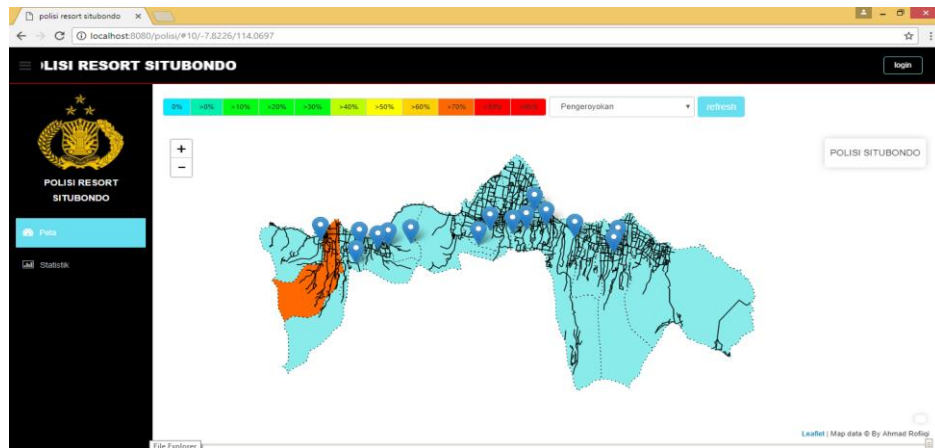 polisi resort situbondo
localhost:8080/polisi/#10/-7.8226/114.0697
LISI RESORT SITUBONDO
login
0% >0% >10% >20% >30% >40% >50% >60% >70%
Pengeroyokan
refresh
+
−
POLISI SITUBONDO
POLISI RESORT
SITUBONDO
Peta
Statistik
Leaflet | Map data © By Ahmad Rofiiqi
File Explorer